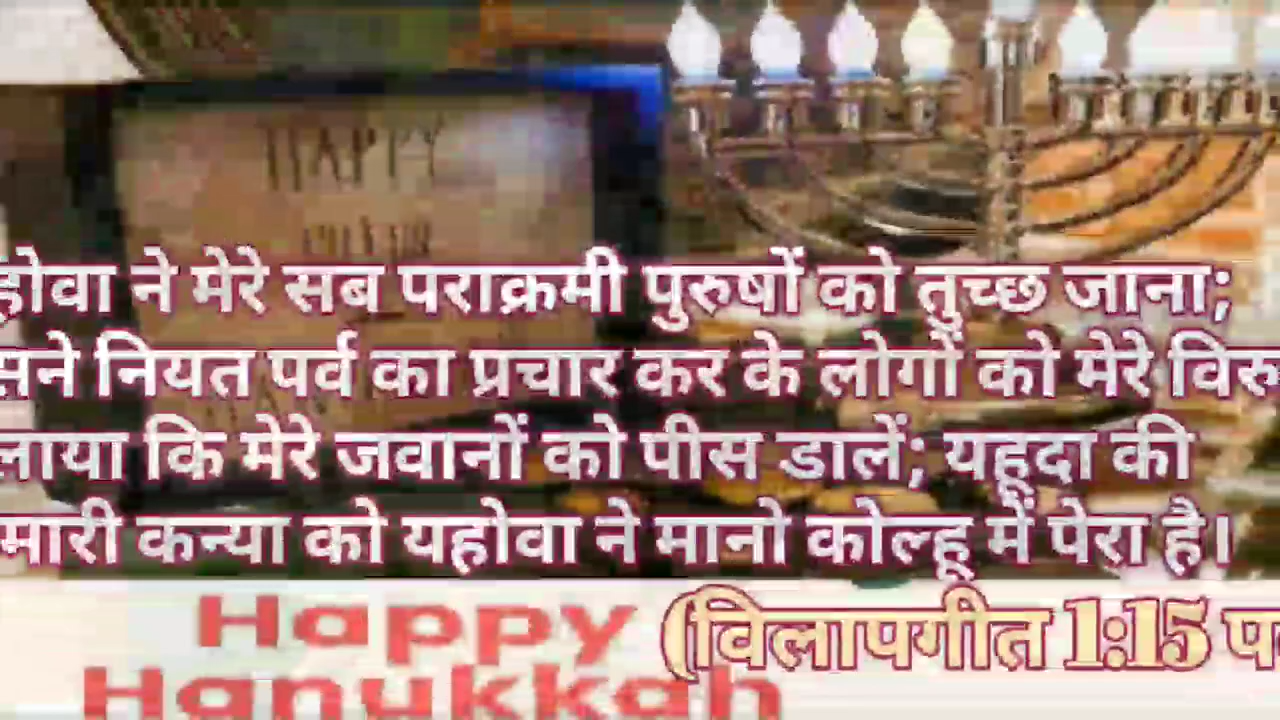 HAPPY
होवा ने मेरे सब पराक्रमी पुरुषों को तुच्छ जाना;
सने नियत पर्व का प्रचार कर के लोगों को मेरे विरु
लाया कि मेरे जवानों को पीस डालें; यहूदा की
मारी कन्या को यहोवा ने मानो कोल्हू में पेरा है।
(विलापगीत 1:15 प
Happy
Hanukkah